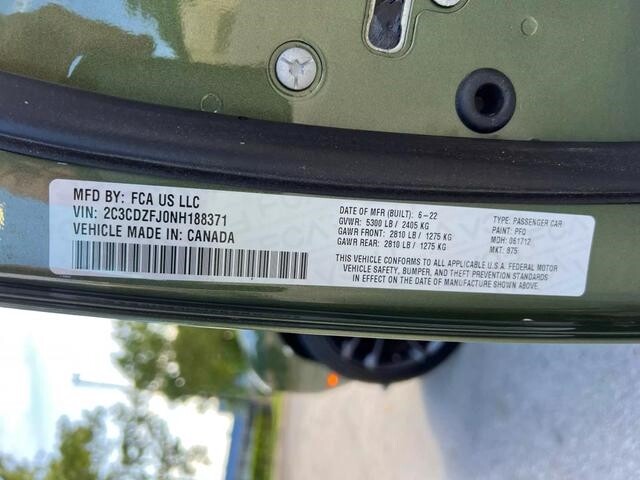 MFD BY: FCA US LLC
VIN: 2C3CDZFJ0NH188371
VEHICLE MADE IN: CANADA
DATE OF MFR (BUILT): 6-22
GVWR: 5300 LB / 2405 KG
GAWR FRONT: 2810 LB / 1275 KG
GAWR REAR: 2810 LB / 1275 KG
THIS VEHICLE CONFORMS TO ALL APPLICABLE U.S.A. FEDERAL MOTOR
VEHICLE SAFETY, BUMPER, AND THEFT PREVENTION STANDARDS
IN EFFECT ON THE DATE OF MANUFACTURE SHOWN ABOVE.
TYPE: PASSENGER CAR
PAINT: PFQ
MDH: 061712
MKT: 975